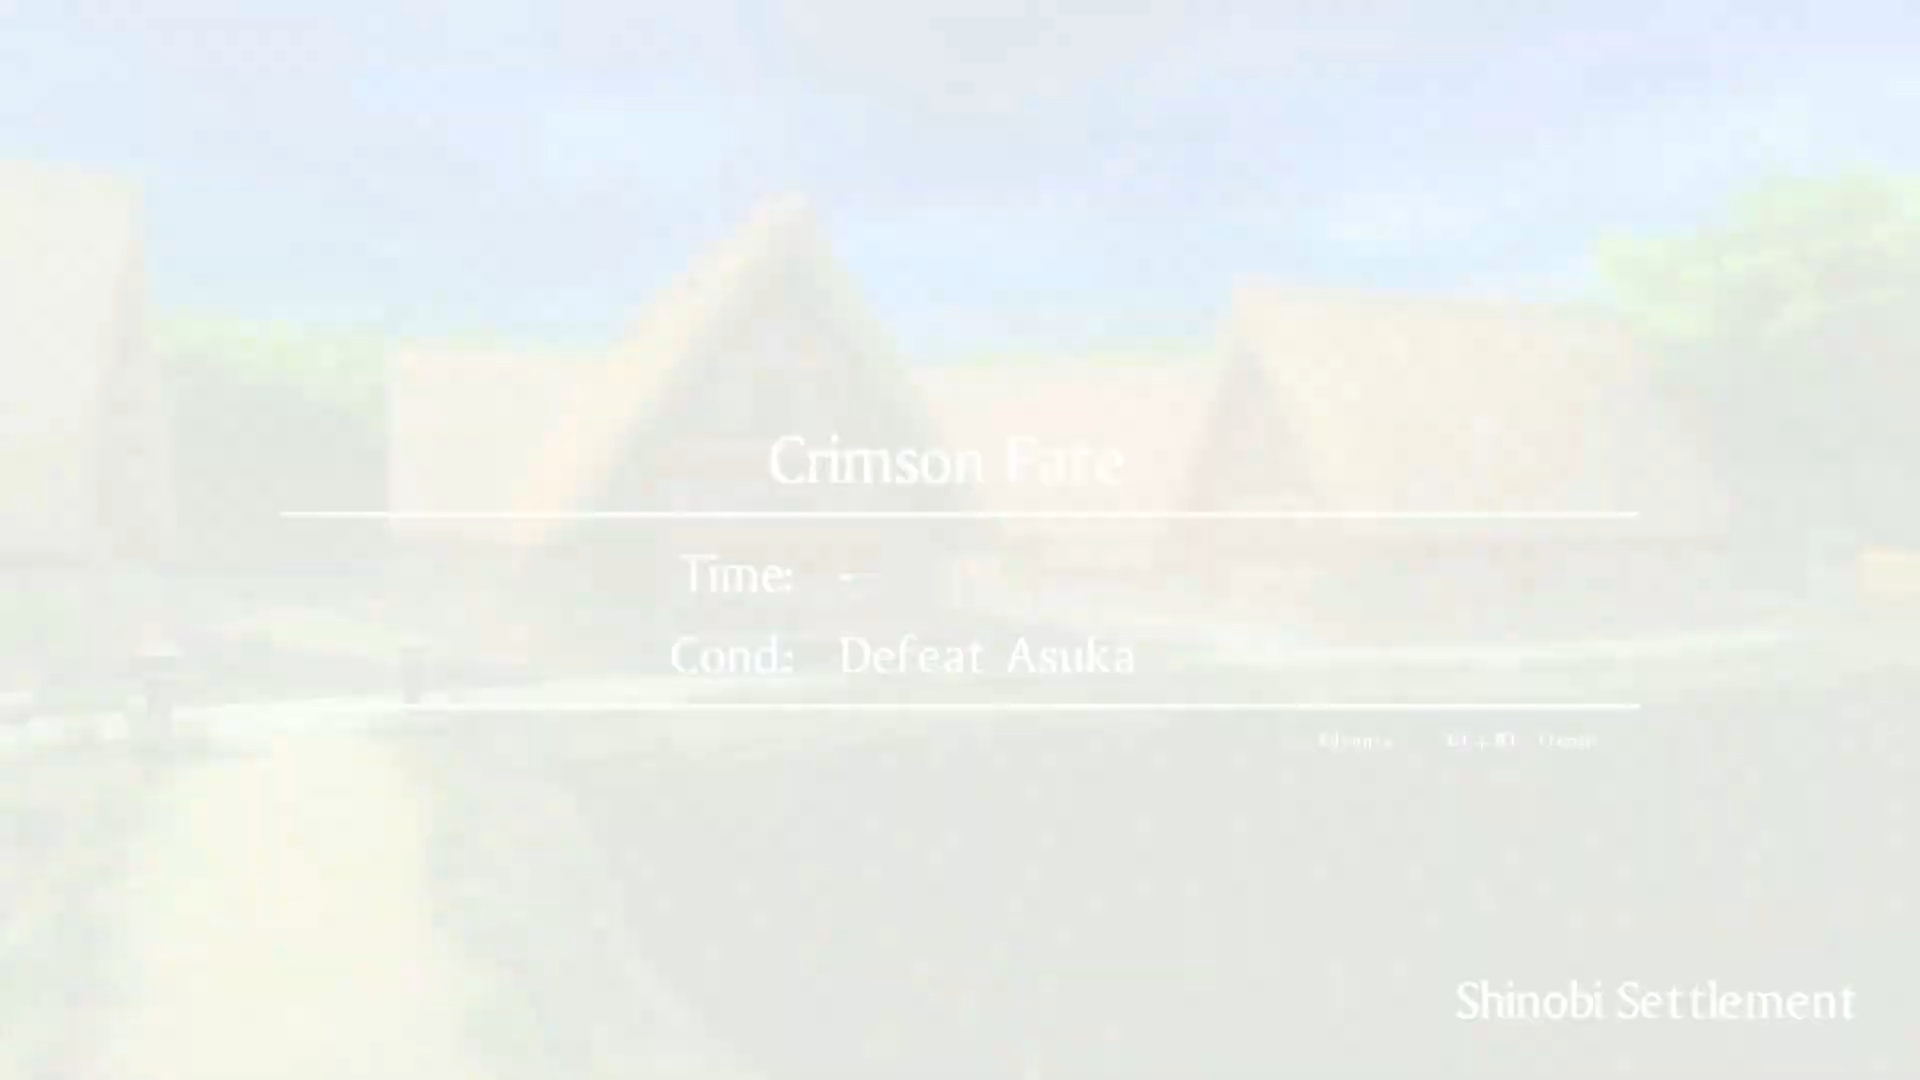 Crimson Fate
Time: --
Cond: Defeat Asuka
Shinobi Settlement